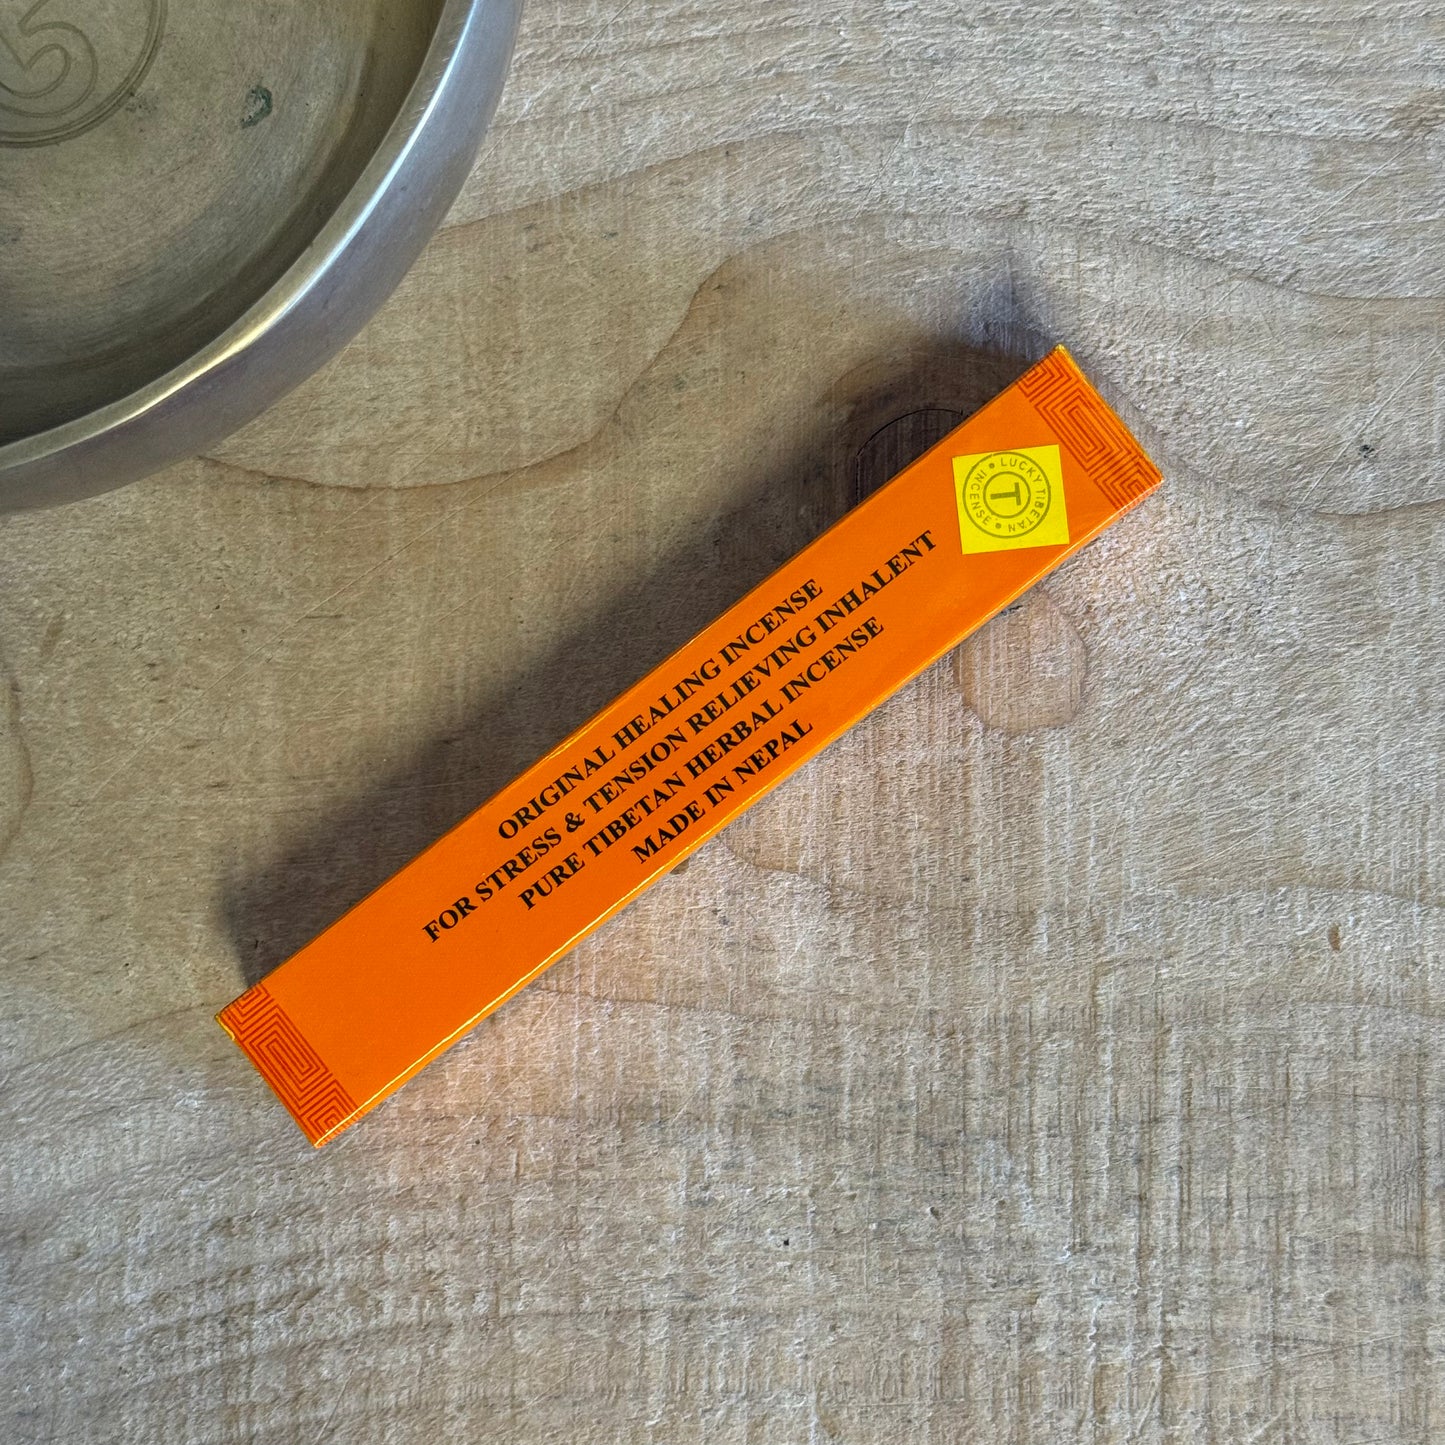 ORIGINAL HEALING INCENSE
FOR STRESS & TENSION RELIEVING INHALENT
PURE TIBETAN HERBAL INCENSE
MADE IN NEPAL
LUCKY TIBETAN • INCENSE •
T